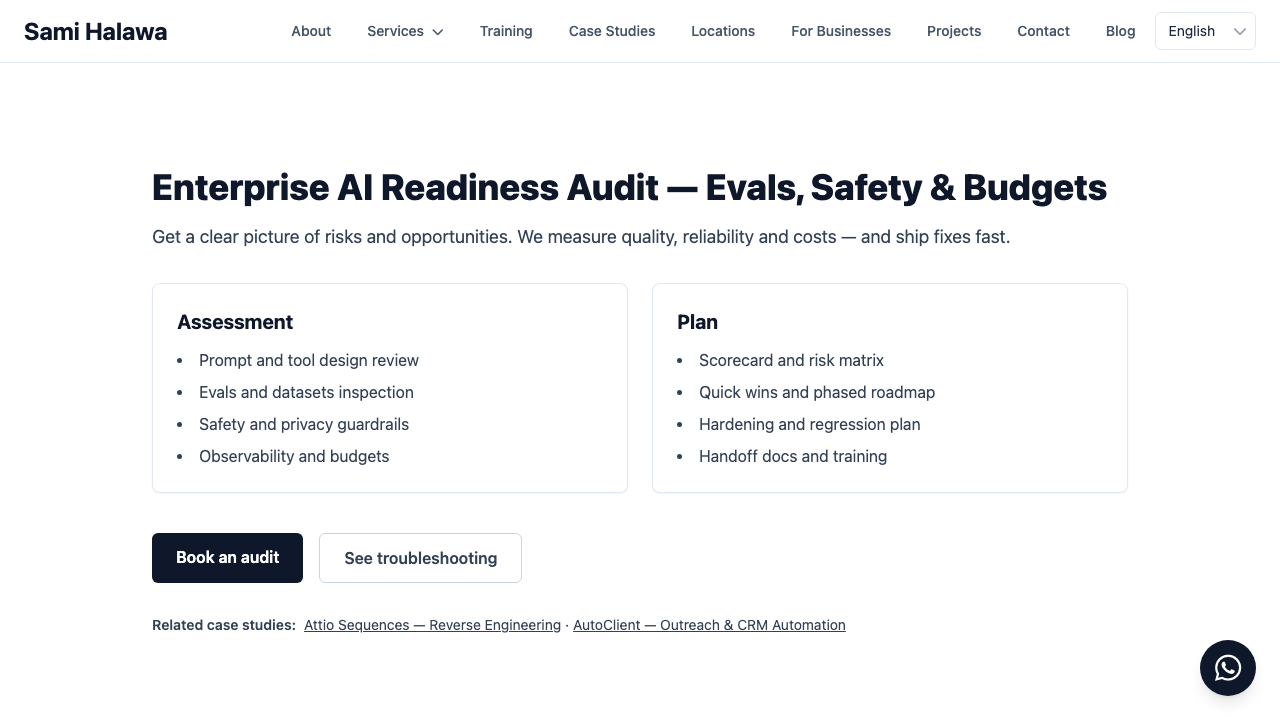 Sami Halawa
About
Services
Training
Case Studies
Locations
For Businesses
Projects
Contact
Blog
English
Enterprise AI Readiness Audit — Evals, Safety & Budgets
Get a clear picture of risks and opportunities. We measure quality, reliability and costs — and ship fixes fast.
Assessment
• Prompt and tool design review
• Evals and datasets inspection
• Safety and privacy guardrails
• Observability and budgets
Plan
• Scorecard and risk matrix
• Quick wins and phased roadmap
• Hardening and regression plan
• Handoff docs and training
Book an audit
See troubleshooting
Related case studies: Attio Sequences — Reverse Engineering · AutoClient — Outreach & CRM Automation